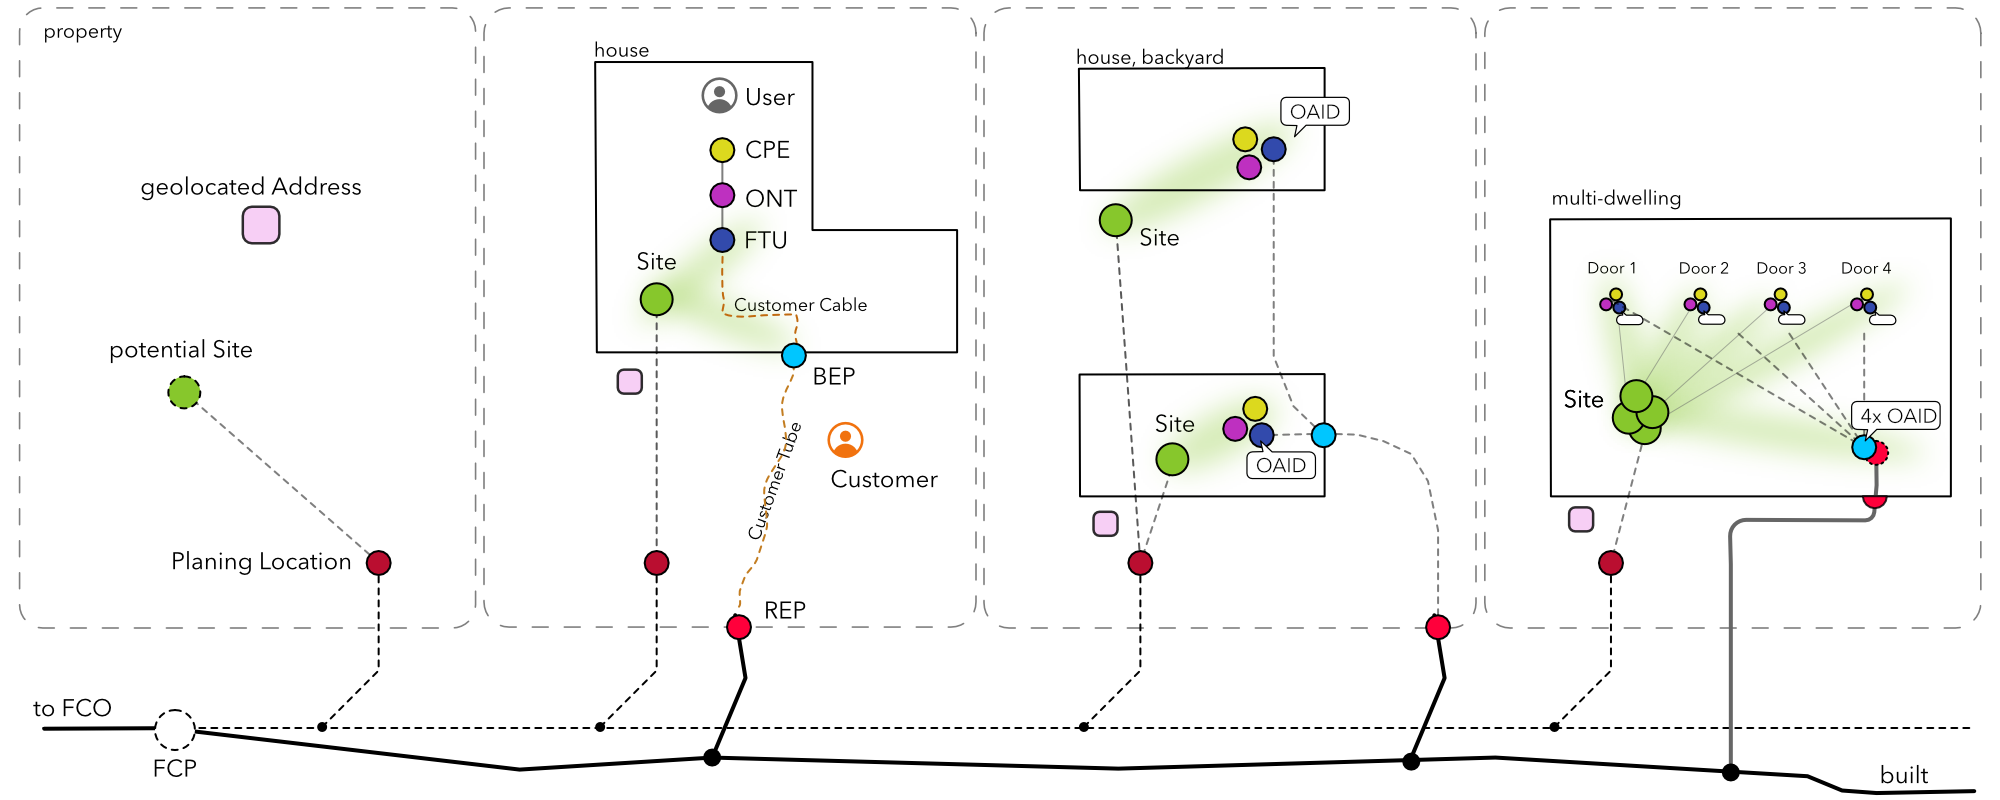 property
geolocated Address
potential Site
Planing Location
to FCO
FCP
house
User
CPE
ONT
FTU
Site
Customer Cable
BEP
Customer Tube
Customer
REP
house, backyard
OAID
Site
Site
OAID
multi-dwelling
Door 1
Door 2
Door 3
Door 4
Site
4x OAID
built